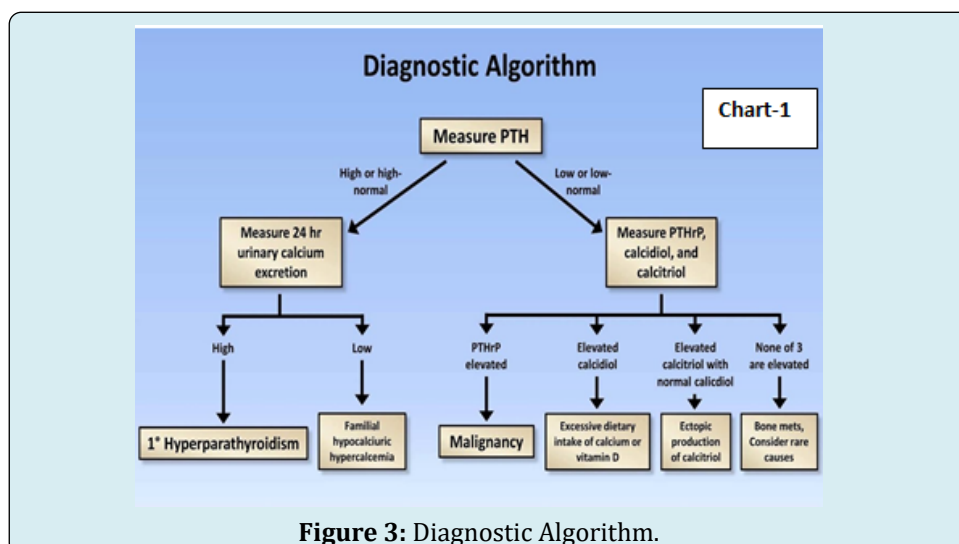 Diagnostic Algorithm
Chart-1
Measure PTH
High or high-
normal
Low or low-
normal
Measure 24 hr
urinary calcium
excretion
Measure PTHrP,
calcidiol, and
calcitriol
High
Low
PTHrP
elevated
Elevated
calcidiol
Elevated
calcitriol with
normal calicdiol
None of 3
are elevated
1° Hyperparathyroidism
Familial
hypocalciuric
hypercalcemia
Malignancy
Excessive dietary
intake of calcium or
vitamin D
Ectopic
production
of calcitriol
Bone mets,
Consider rare
causes
Figure 3: Diagnostic Algorithm.